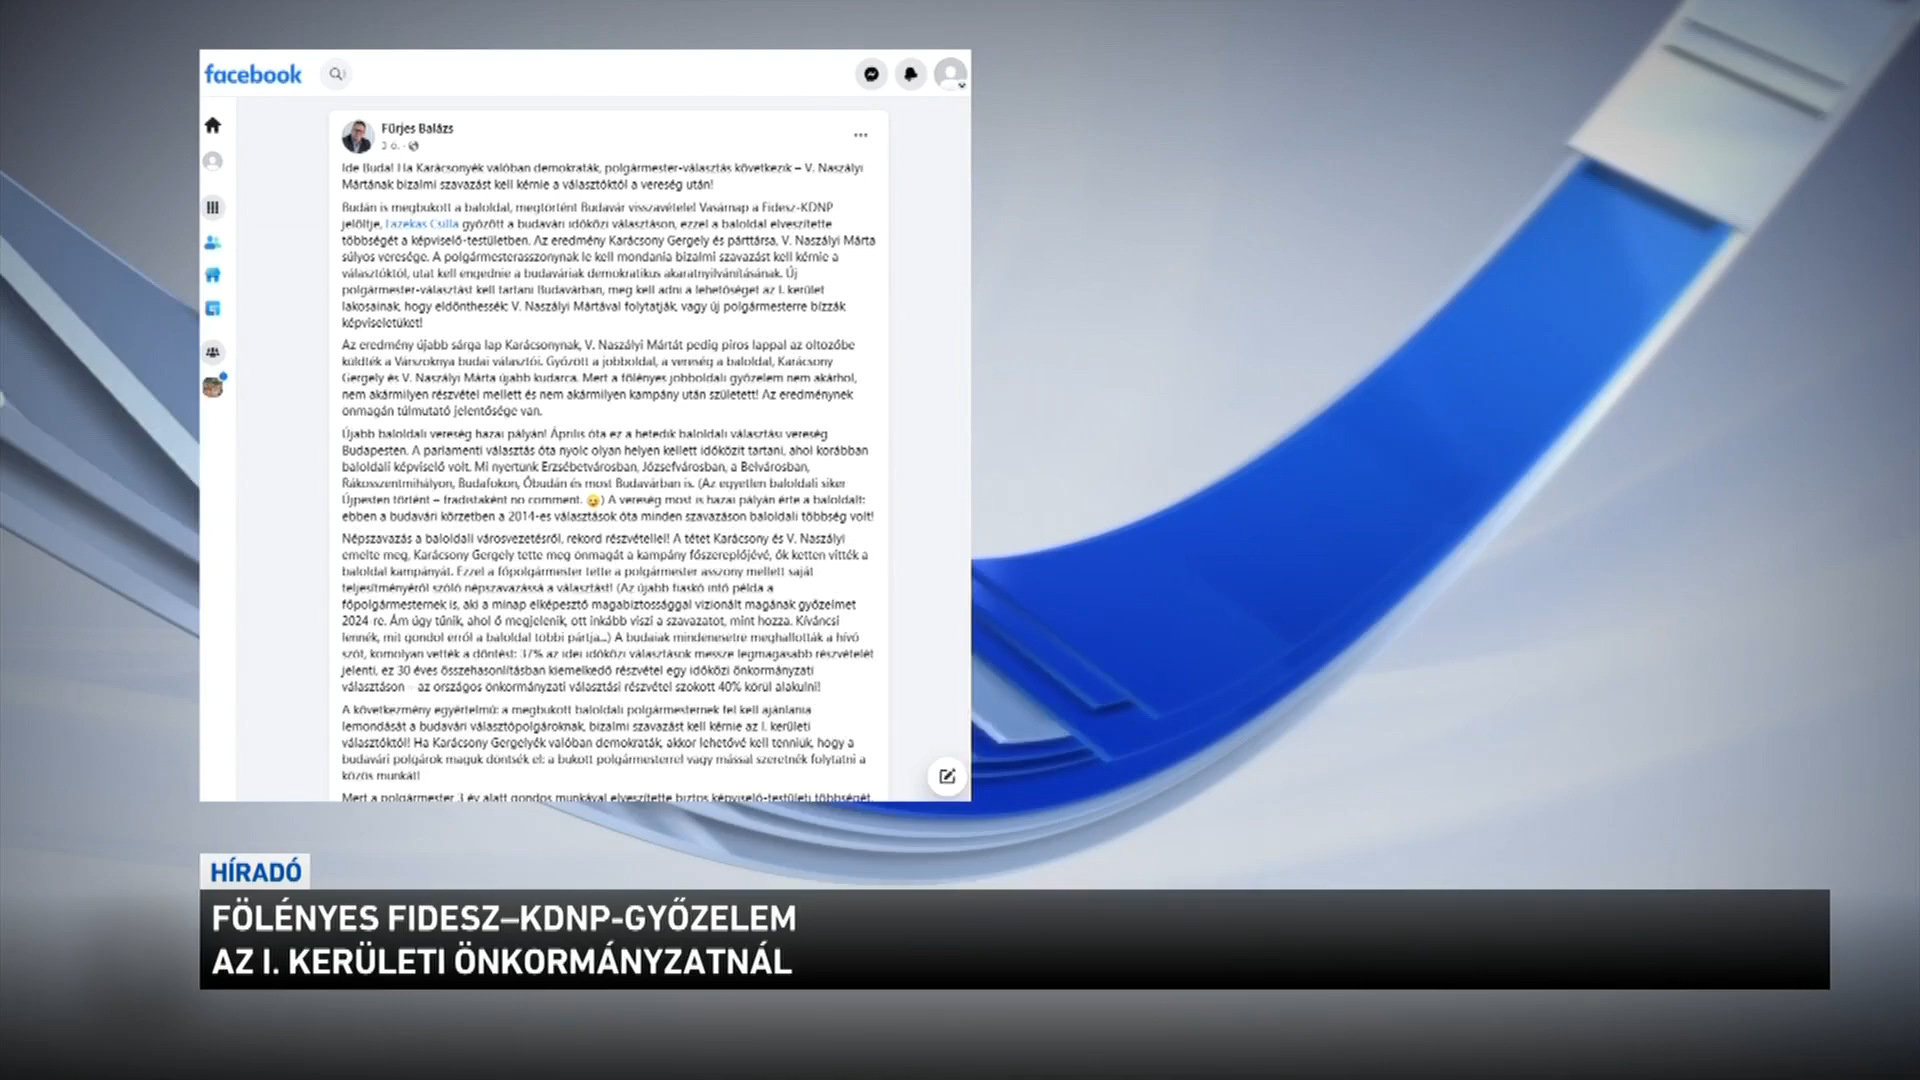 facebook
Fürjes Balázs
3 ó.
Ide Buda! Ha Karácsonyék valóban demokraták, polgármester-választás következik – V. Naszályi
Mártának bizalmi szavazást kell kérnie a választóktól a vereség után!
Budán is megbukott a baloldal, megtörtént Budavár visszavétele! Vasárnap a Fidesz-KDNP
jelöltje, Fazekas Csilla győzött a budavári időközi választáson, ezzel a baloldal elveszítette
többségét a képviselő-testületben. Az eredmény Karácsony Gergely és párttársa, V. Naszályi Márta
súlyos veresége. A polgármesterasszonynak le kell mondania bizalmi szavazást kell kérnie a
választóktól, utat kell engednie a budaváriak demokratikus akaratnyilvánításának. Új
polgármester-választást kell tartani Budavárban, meg kell adni a lehetőséget az I. kerület
lakosainak, hogy eldönthessék: V. Naszályi Mártával folytatják, vagy új polgármesterre bízzák
képviseletüket!
Az eredmény újabb sárga lap Karácsonynak, V. Naszályi Mártát pedig piros lappal az öltözőbe
küldték a Várszoknya budai választói. Győzött a jobboldal, a vereség a baloldal, Karácsony
Gergely és V. Naszályi Márta újabb kudarca. Mert a fölényes jobboldali győzelem nem akárhol,
nem akármilyen részvétel mellett és nem akármilyen kampány után született! Az eredménynek
önmagán túlmutató jelentősége van.
Újabb baloldali vereség hazai pályán! Április óta ez a hetedik baloldali választási vereség
Budapesten. A parlamenti választás óta nyolc olyan helyen kellett időközit tartani, ahol korábban
baloldali képviselő volt. Mi nyertünk Erzsébetvárosban, Józsefvárosban, a Belvárosban,
Rákosszentmihályon, Budafokon, Óbudán és most Budavárban is. (Az egyetlen baloldali siker
Újpesten történt – fradistaként no comment. 😉) A vereség most is hazai pályán érte a baloldalt:
ebben a budavári körzetben a 2014-es választások óta minden szavazáson baloldali többség volt!
Népszavazás a baloldali városvezetésről, rekord részvétellel! A tétet Karácsony és V. Naszályi
emelte meg, Karácsony Gergely tette meg önmagát a kampány főszereplőjévé, ők ketten vitték a
baloldal kampányát. Ezzel a főpolgármester tette a polgármester asszony mellett saját
teljesítményéről szóló népszavazássá a választást! (Az újabb fiaskó intő példa a
főpolgármesternek is, aki a minap elképesztő magabiztossággal vizionált magának győzelmet
2024-re. Ám úgy tűnik, ahol ő megjelenik, ott inkább viszi a szavazatot, mint hozza. Kíváncsi
lennék, mit gondol erről a baloldal többi pártja...) A budaiak mindenesetre meghallották a hívó
szót, komolyan vették a döntést: 37% az idei időközi választások messze legmagasabb részvételét
jelenti, ez 30 éves összehasonlításban kiemelkedő részvétel egy időközi önkormányzati
választáson – az országos önkormányzati választási részvétel szokott 40% körül alakulni!
A következmény egyértelmű: a megbukott baloldali polgármesternek fel kell ajánlania
lemondását a budavári választópolgároknak, bizalmi szavazást kell kérnie az I. kerületi
választóktól! Ha Karácsony Gergelyék valóban demokraták, akkor lehetővé kell tenniük, hogy a
budavári polgárok maguk döntsék el: a bukott polgármesterrel vagy mással szeretnék folytatni a
közös munkát!
Mert a polgármester 3 év alatt gondos munkával elveszítette biztos képviselő-testületi többségét,
HÍRADÓ
FÖLÉNYES FIDESZ–KDNP-GYŐZELEM
AZ I. KERÜLETI ÖNKORMÁNYZATNÁL